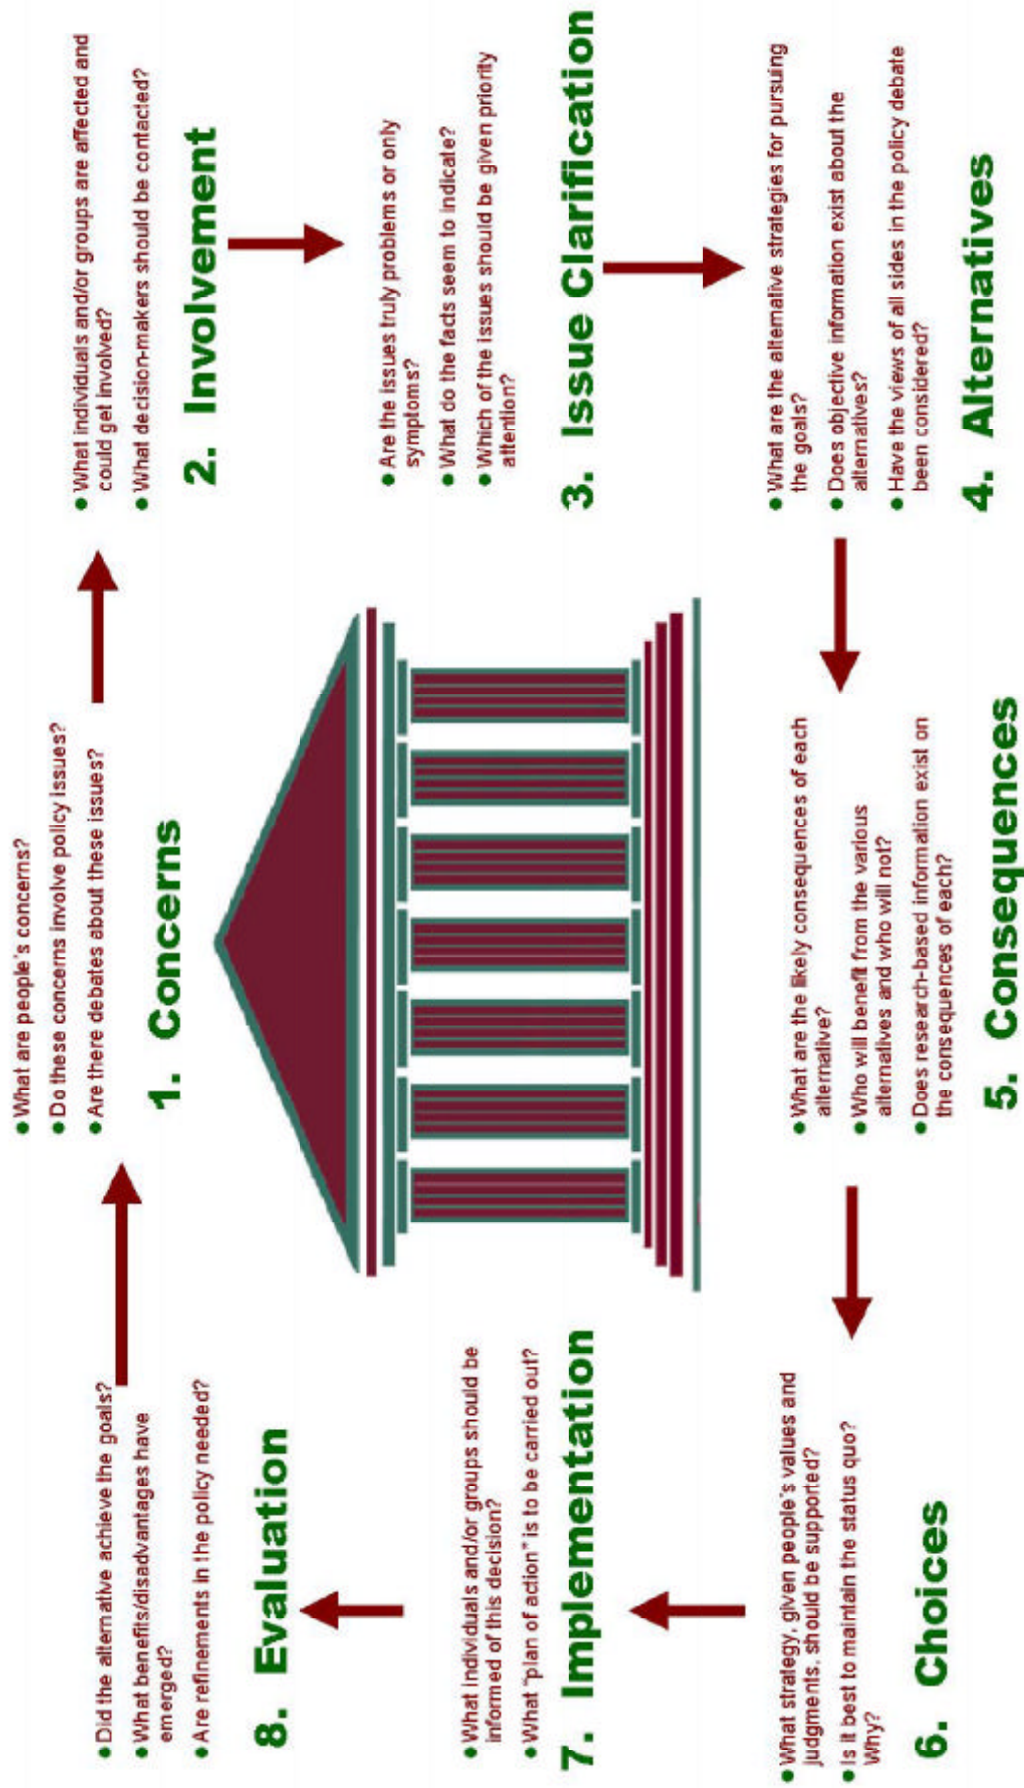 • What are people's concerns?
• Do these concerns involve policy issues?
• Are there debates about these issues?
1. Concerns
• What individuals and/or groups are affected and
could get involved?
• What decision-makers should be contacted?
2. Involvement
• Are the issues truly problems or only
symptoms?
• What do the facts seem to indicate?
• Which of the issues should be given priority
attention?
3. Issue Clarification
• What are the alternative strategies for pursuing
the goals?
• Does objective information exist about the
alternatives?
• Have the views of all sides in the policy debate
been considered?
4. Alternatives
• What are the likely consequences of each
alternative?
• Who will benefit from the various
alternatives and who will not?
• Does research-based information exist on
the consequences of each?
5. Consequences
• What strategy, given people's values and
judgments, should be supported?
• Is it best to maintain the status quo?
Why?
6. Choices
• What individuals and/or groups should be
informed of this decision?
• What "plan of action" is to be carried out?
7. Implementation
• Did the alternative achieve the goals?
• What benefits/disadvantages have
emerged?
• Are refinements in the policy needed?
8. Evaluation